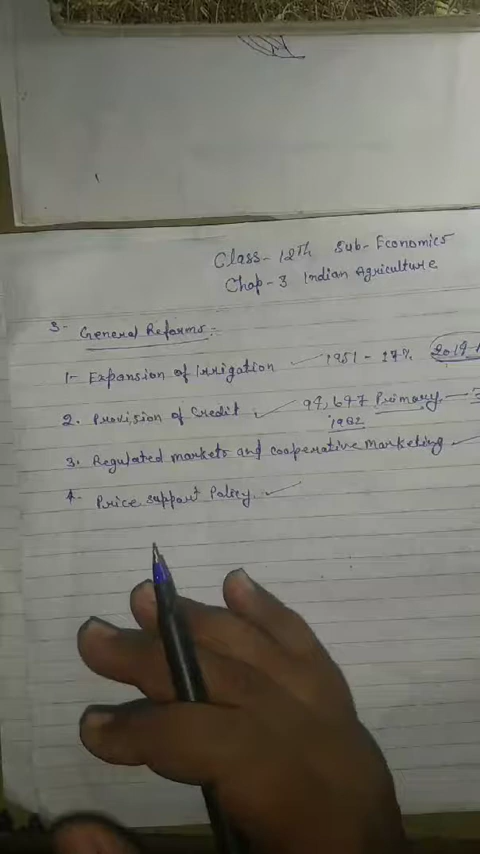 Class- 12Th Sub- Economics
Chap-3 Indian Agriculture
3- General Reforms:-
1- Expansion of Irrigation 1951 - 17% 2019
2. Provision of Credit 94,647 Primary
1982
3. Regulated markets and cooperative marketing
4. Price support Policy.